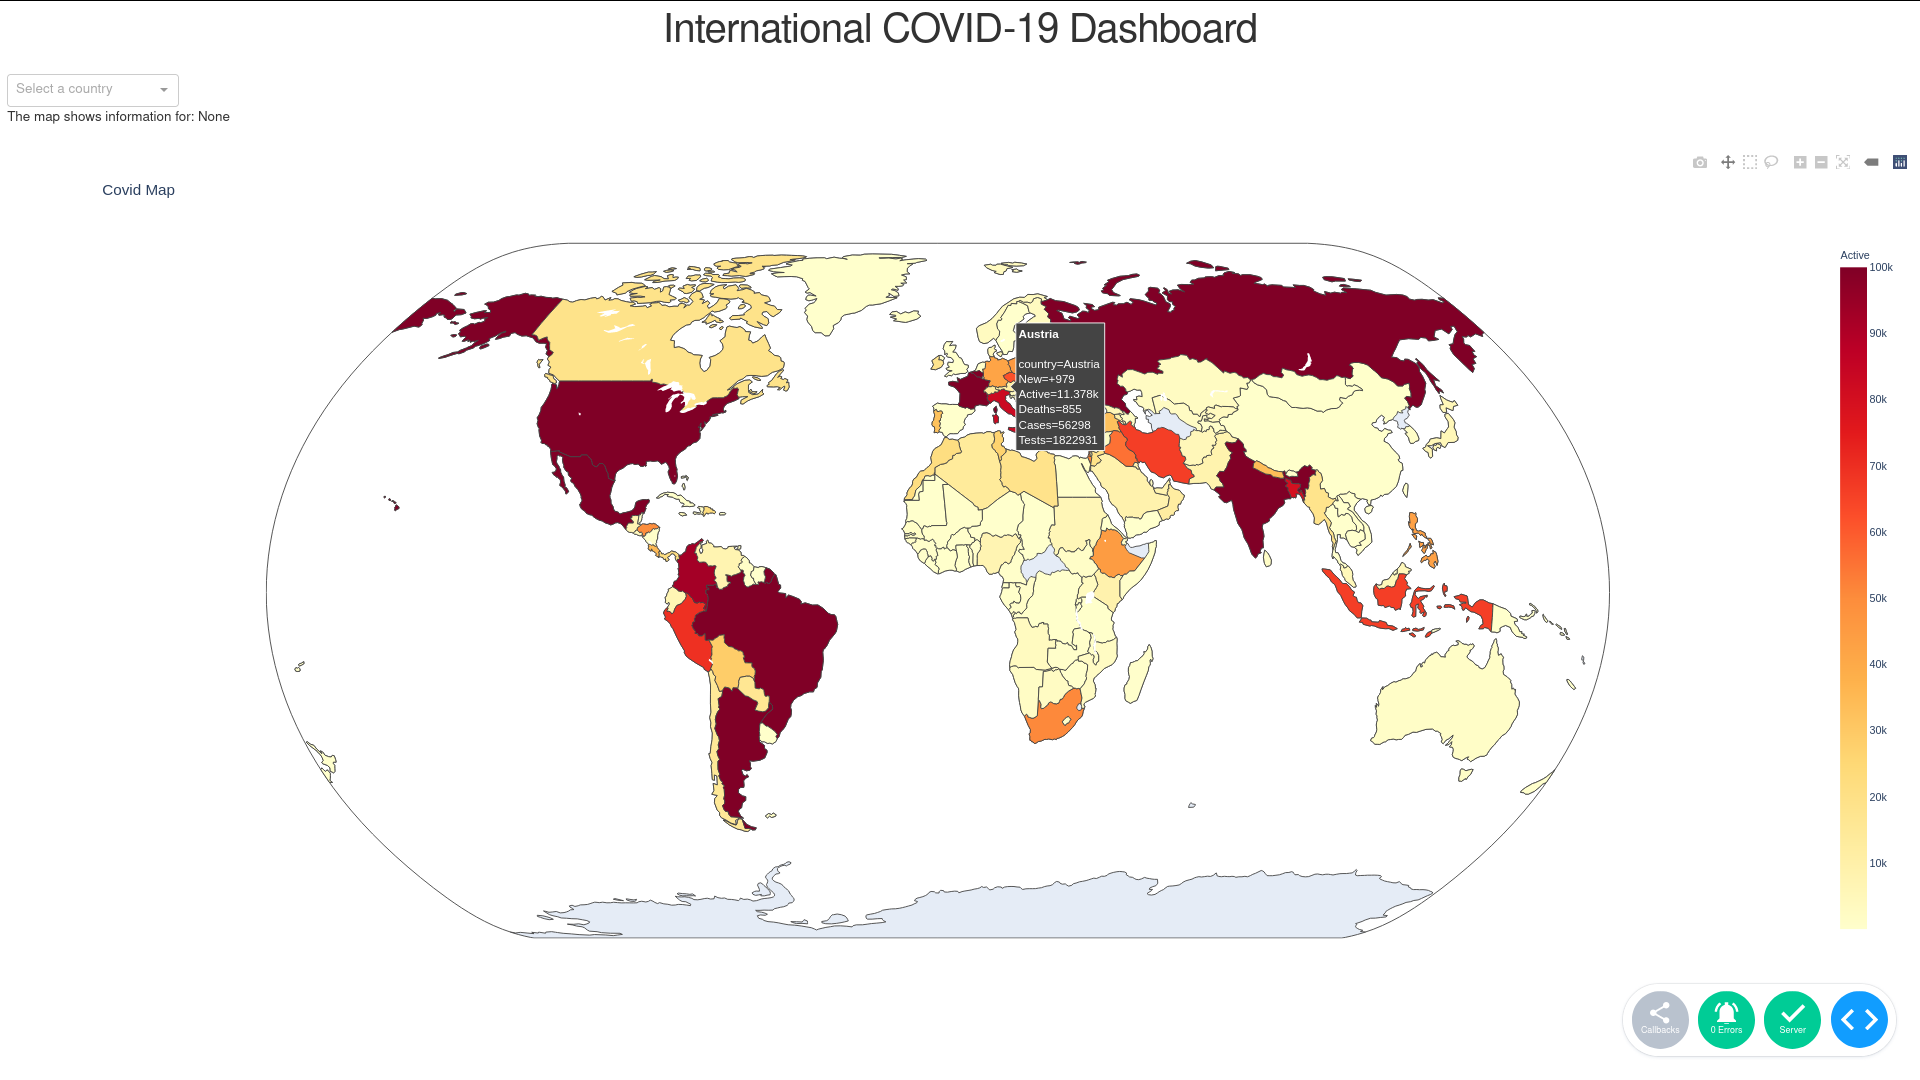 International COVID-19 Dashboard
Select a country
The map shows information for: None
Covid Map
Austria
country=Austria
New=+979
Active=11.378k
Deaths=855
Cases=56298
Tests=1822931
Active
100k
90k
80k
70k
60k
50k
40k
30k
20k
10k
Callbacks
0 Errors
Server